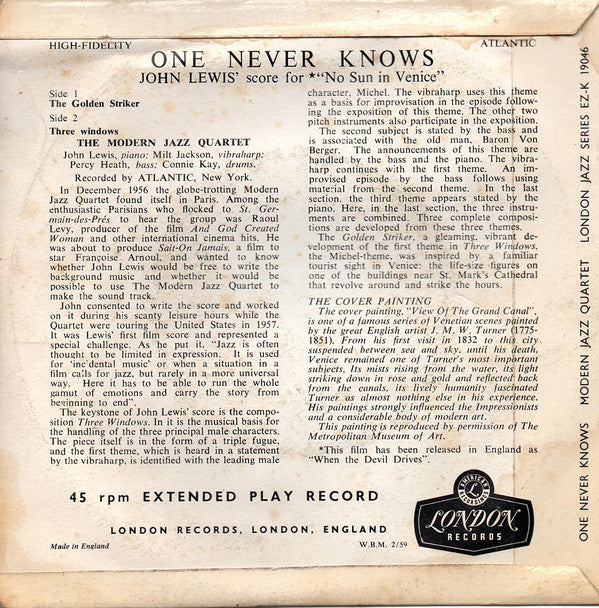 HIGH-FIDELITY
ATLANTIC
ONE NEVER KNOWS
JOHN LEWIS' score for *"No Sun in Venice"
Side 1
The Golden Striker
Side 2
Three windows
THE MODERN JAZZ QUARTET
John Lewis, piano; Milt Jackson, vibraharp;
Percy Heath, bass; Connie Kay, drums.
Recorded by ATLANTIC, New York.
In December 1956 the globe-trotting Modern
Jazz Quartet found itself in Paris. Among the
enthusiastic Parisians who flocked to St. Ger-
main-des-Prés to hear the group was Raoul
Levy, producer of the film And God Created
Woman and other international cinema hits. He
was about to produce Sait-On Jamais, a film to
star Françoise Arnoul, and wanted to know
whether John Lewis would be free to write the
background music and whether it would be
possible to use The Modern Jazz Quartet to
make the sound track.
John consented to write the score and worked
on it during his scanty leisure hours while the
Quartet were touring the United States in 1957.
It was Lewis' first film score and represented a
special challenge. As he put it, "Jazz is often
thought to be limited in expression. It is used
for 'incidental music' or when a situation in a
film calls for jazz, but rarely in a more universal
way. Here it has to be able to run the whole
gamut of emotions and carry the story from
beginning to end".
The keystone of John Lewis' score is the compo-
sition Three Windows. In it is the musical basis for
the handling of the three principal male characters.
The piece itself is in the form of a triple fugue,
and the first theme, which is heard in a statement
by the vibraharp, is identified with the leading male
character, Michel. The vibraharp uses this theme
as a basis for improvisation in the episode follow-
ing the exposition of this theme. The other two
pitch instruments also participate in the exposition.
The second subject is stated by the bass and
is associated with the old man, Baron Von
Berger. The announcements of this theme are
handled by the bass and the piano. The vibra-
harp continues with the first theme. An im-
provised episode by the bass follows using
material from the second theme. In the last
section, the third theme appears stated by the
piano. Here, in the last section, the three instru-
ments are combined. Three complete composi-
tions are developed from these three themes.
The Golden Striker, a gleaming, vibrant de-
velopment of the first theme in Three Windows,
the Michel-theme, was inspired by a familiar
tourist sight in Venice: the life-size figures on
one of the buildings near St. Mark's Cathedral
that revolve around and strike the hours.
THE COVER PAINTING
The cover painting, "View Of The Grand Canal",
is one of a famous series of Venetian scenes painted
by the great English artist J. M. W. Turner (1775-
1851). From his first visit in 1832 to this city
suspended between sea and sky, until his death,
Venice remained one of Turner's most important
subjects. Its mists rising from the water, its light
striking down in rose and gold and reflected back
from the canals, its lively humanity fascinated
Turner as almost nothing else in his experience.
His paintings strongly influenced the Impressionists
and a considerable body of modern art.
This painting is reproduced by permission of The
Metropolitan Museum of Art.
*This film has been released in England as
"When the Devil Drives".
45 rpm EXTENDED PLAY RECORD
LONDON RECORDS, LONDON, ENGLAND
Made in England
W.B.M. 2/59
AMERICAN
RECORDINGS
LONDON
RECORDS
ONE NEVER KNOWS MODERN JAZZ QUARTET LONDON JAZZ SERIES EZ-K 19046